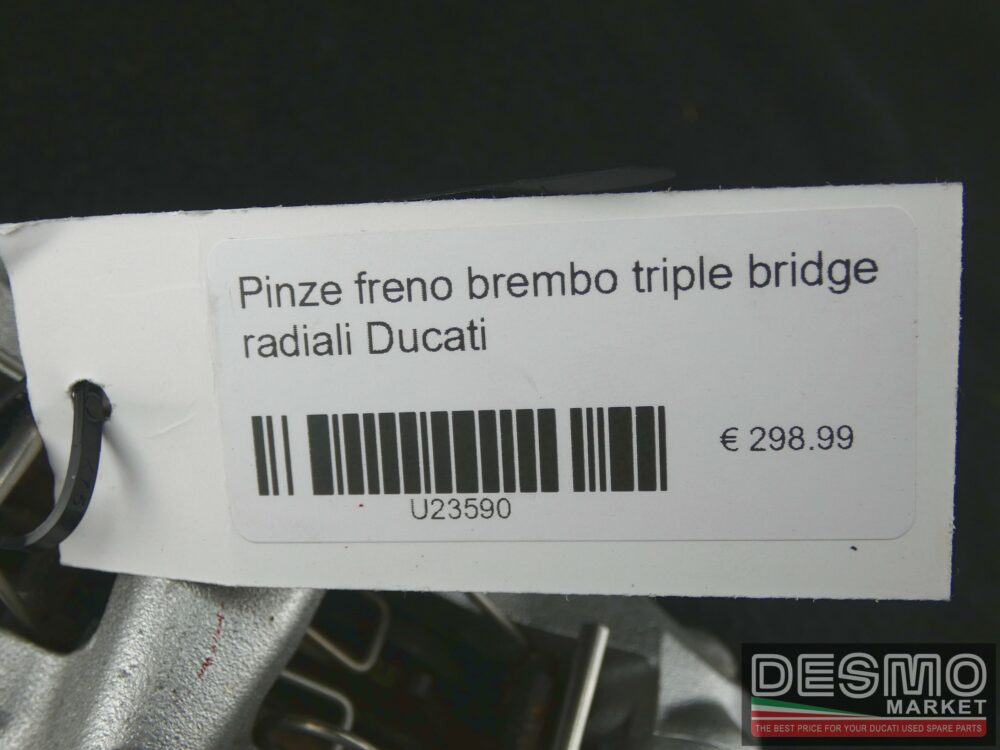 Pinze freno brembo triple bridge
radiali Ducati
€ 298.99
U23590
DESMO
MARKET
THE BEST PRICE FOR YOUR DUCATI USED SPARE PARTS